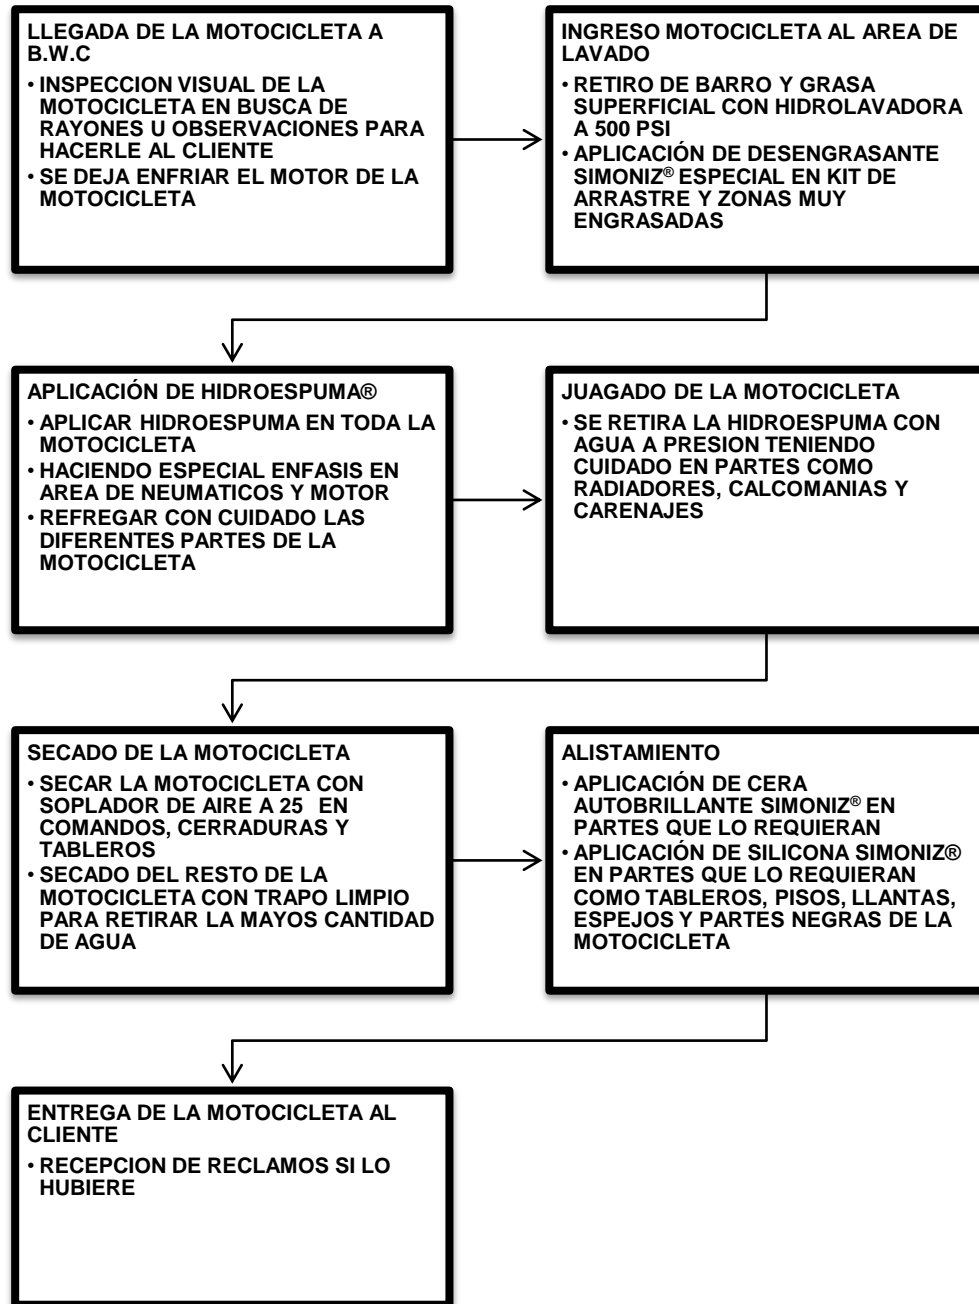 LLEGADA DE LA MOTOCICLETA A
B.W.C
• INSPECCION VISUAL DE LA
MOTOCICLETA EN BUSCA DE
RAYONES U OBSERVACIONES PARA
HACERLE AL CLIENTE
• SE DEJA ENFRIAR EL MOTOR DE LA
MOTOCICLETA
INGRESO MOTOCICLETA AL AREA DE
LAVADO
• RETIRO DE BARRO Y GRASA
SUPERFICIAL CON HIDROLAVADORA
A 500 PSI
• APLICACIÓN DE DESENGRASANTE
SIMONIZ® ESPECIAL EN KIT DE
ARRASTRE Y ZONAS MUY
ENGRASADAS
APLICACIÓN DE HIDROESPUMA®
• APLICAR HIDROESPUMA EN TODA LA
MOTOCICLETA
• HACIENDO ESPECIAL ENFASIS EN
AREA DE NEUMATICOS Y MOTOR
• REFREGAR CON CUIDADO LAS
DIFERENTES PARTES DE LA
MOTOCICLETA
JUAGADO DE LA MOTOCICLETA
• SE RETIRA LA HIDROESPUMA CON
AGUA A PRESION TENIENDO
CUIDADO EN PARTES COMO
RADIADORES, CALCOMANIAS Y
CARENAJES
SECADO DE LA MOTOCICLETA
• SECAR LA MOTOCICLETA CON
SOPLADOR DE AIRE A 25 EN
COMANDOS, CERRADURAS Y
TABLEROS
• SECADO DEL RESTO DE LA
MOTOCICLETA CON TRAPO LIMPIO
PARA RETIRAR LA MAYOS CANTIDAD
DE AGUA
ALISTAMIENTO
• APLICACIÓN DE CERA
AUTOBRILLANTE SIMONIZ® EN
PARTES QUE LO REQUIERAN
• APLICACIÓN DE SILICONA SIMONIZ®
EN PARTES QUE LO REQUIERAN
COMO TABLEROS, PISOS, LLANTAS,
ESPEJOS Y PARTES NEGRAS DE LA
MOTOCICLETA
ENTREGA DE LA MOTOCICLETA AL
CLIENTE
• RECEPCION DE RECLAMOS SI LO
HUBIERE